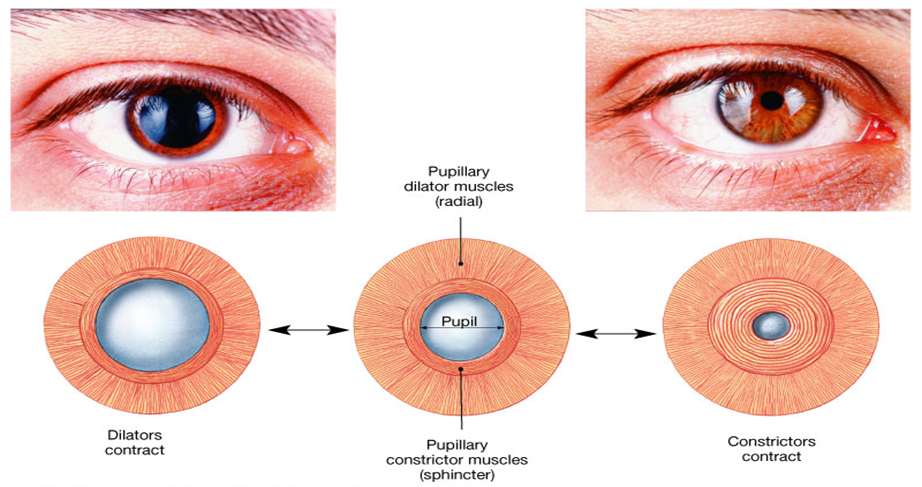 Pupillary
dilator muscles
(radial)
Pupil
Dilators
contract
Pupillary
constrictor muscles
(sphincter)
Constrictors
contract